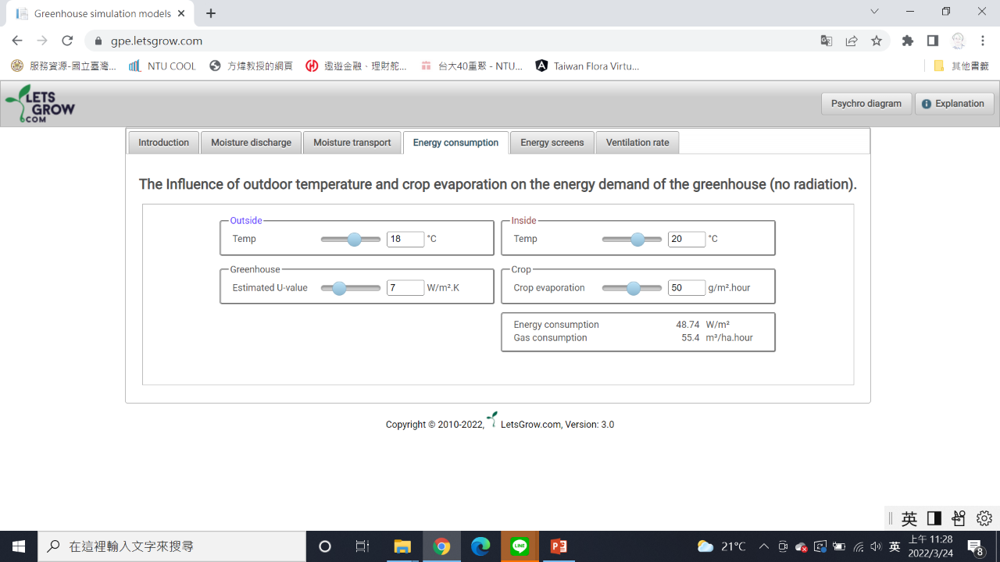 Greenhouse simulation models
gpe.letsgrow.com
服務資源-國立臺灣... NTU COOL 方煒教授的網頁 遨遊金融、理財舵... 台大40重聚 - NTU... Taiwan Flora Virtu... 其他書籤
LETS
GROW
COM
Psychro diagram Explanation
Introduction Moisture discharge Moisture transport Energy consumption Energy screens Ventilation rate
The Influence of outdoor temperature and crop evaporation on the energy demand of the greenhouse (no radiation).
Outside
Temp 18 °C
Inside
Temp 20 °C
Greenhouse
Estimated U-value 7 W/m².K
Crop
Crop evaporation 50 g/m².hour
Energy consumption 48.74 W/m²
Gas consumption 55.4 m³/ha.hour
Copyright © 2010-2022, LetsGrow.com, Version: 3.0
英
在這裡輸入文字來搜尋
LINE
21°C
英
上午 11:28
2022/3/24
8